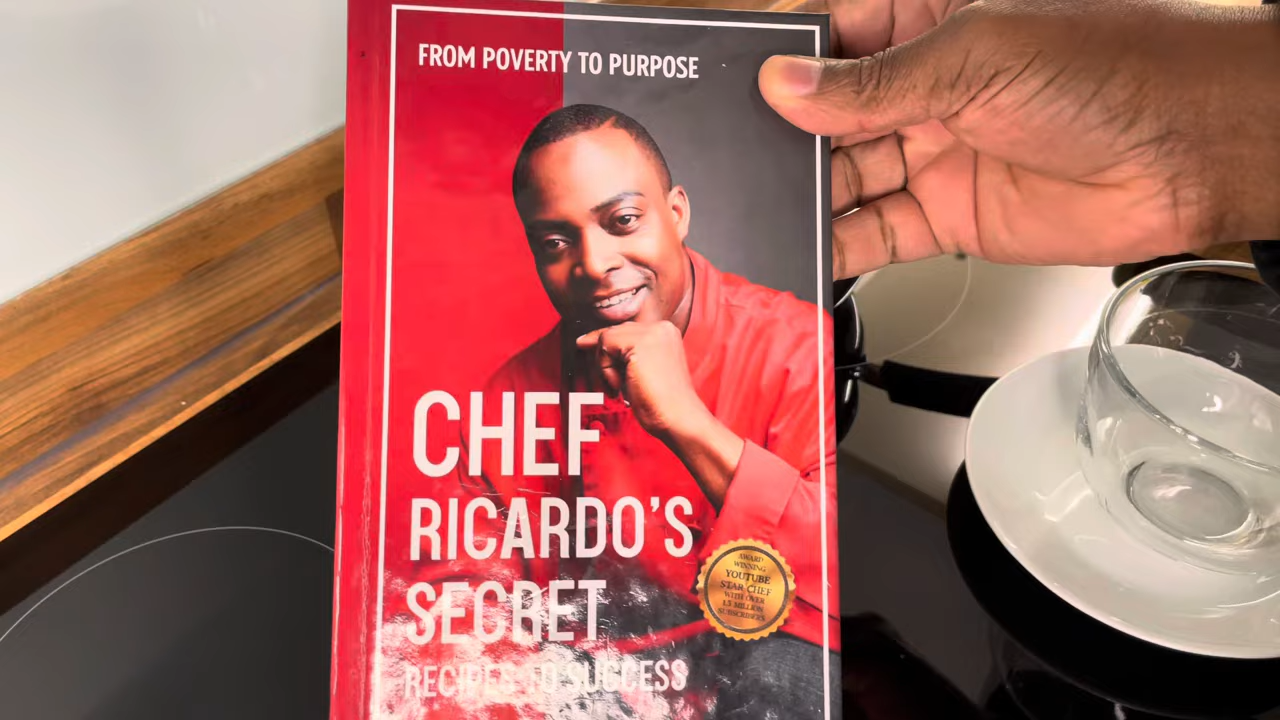 FROM POVERTY TO PURPOSE
CHEF
RICARDO'S
SECRET
RECIPES TO SUCCESS
AWARD
WINNING
YOUTUBE
STAR CHEF
WITH OVER
1.3 MILLION
SUBSCRIBERS